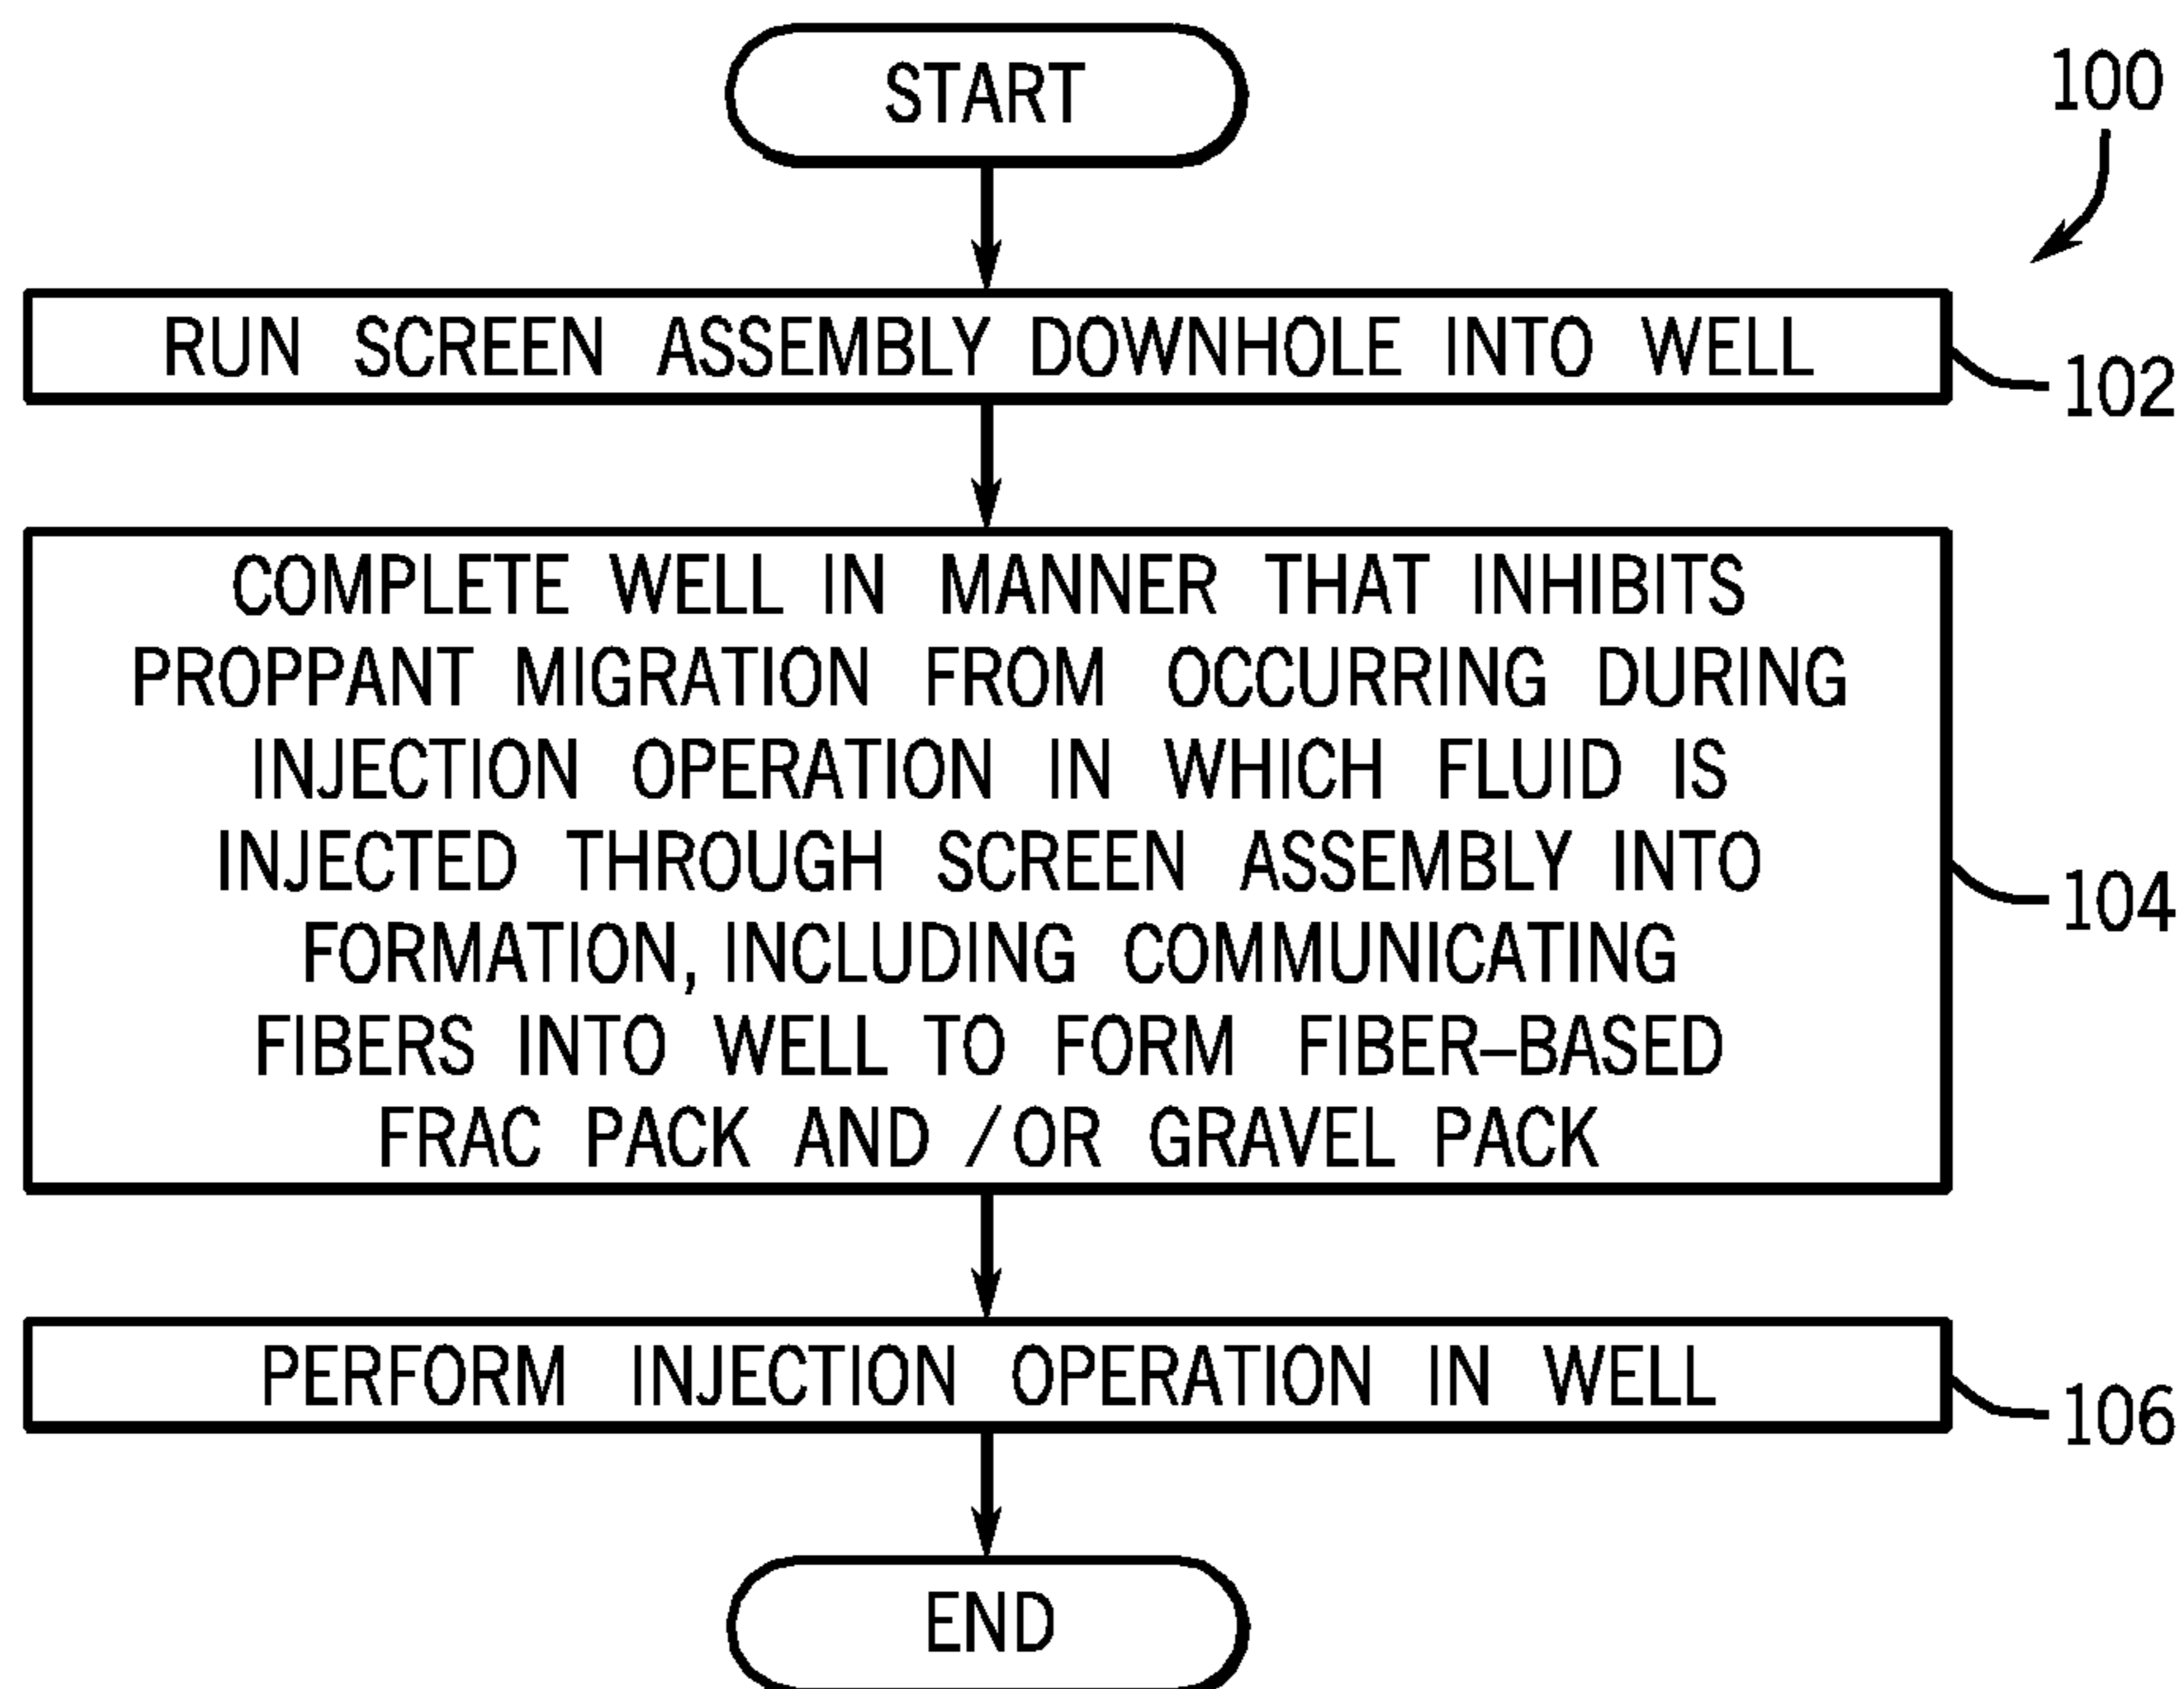 START
100
RUN SCREEN ASSEMBLY DOWNHOLE INTO WELL
102
COMPLETE WELL IN MANNER THAT INHIBITS
PROPPANT MIGRATION FROM OCCURRING DURING
INJECTION OPERATION IN WHICH FLUID IS
INJECTED THROUGH SCREEN ASSEMBLY INTO
FORMATION, INCLUDING COMMUNICATING
FIBERS INTO WELL TO FORM FIBER–BASED
FRAC PACK AND /OR GRAVEL PACK
104
PERFORM INJECTION OPERATION IN WELL
106
END